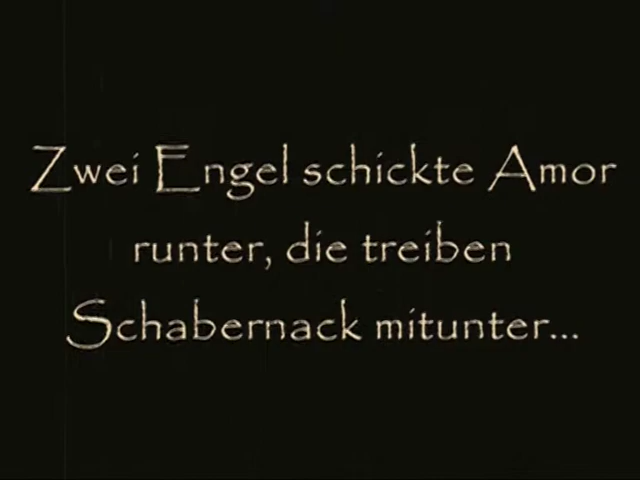 Zwei Engel schickte Amor
runter, die treiben
Schabernack mitunter...